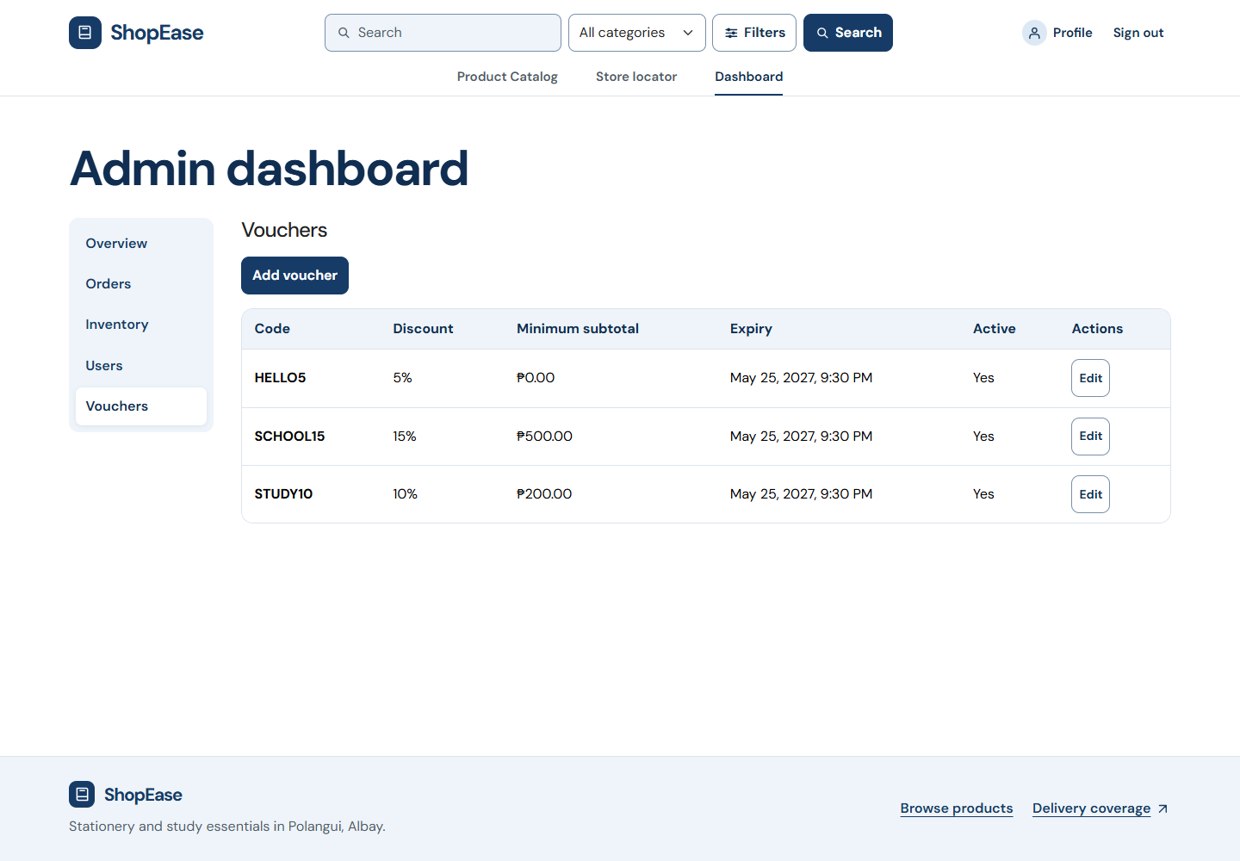 ShopEase
Search
All categories
Filters
Search
Profile
Sign out
Product Catalog
Store locator
Dashboard
Admin dashboard
Overview
Orders
Inventory
Users
Vouchers
Vouchers
Add voucher
Code Discount Minimum subtotal Expiry Active Actions
HELLO5 5% ₱0.00 May 25, 2027, 9:30 PM Yes Edit
SCHOOL15 15% ₱500.00 May 25, 2027, 9:30 PM Yes Edit
STUDY10 10% ₱200.00 May 25, 2027, 9:30 PM Yes Edit
ShopEase
Stationery and study essentials in Polangui, Albay.
Browse products
Delivery coverage